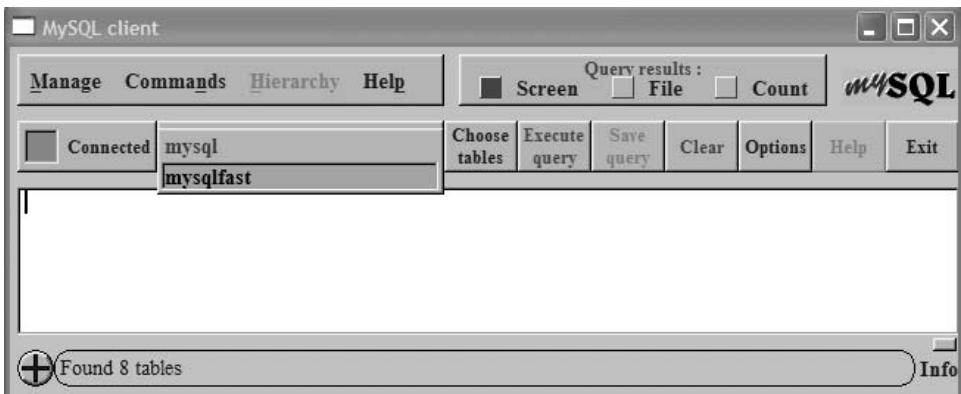 MySQL client
Manage Commands Hierarchy Help
Query results :
Screen File Count
mySQL
Connected
mysql
mysqlfast
Choose tables
Execute query
Save query
Clear
Options
Help
Exit
Found 8 tables
Info